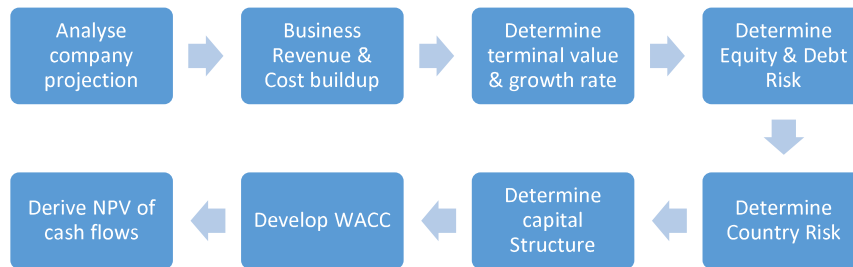 Analyse
company
projection
Business
Revenue &
Cost buildup
Determine
terminal value
& growth rate
Determine
Equity & Debt
Risk
Determine
Country Risk
Determine
capital
Structure
Develop WACC
Derive NPV of
cash flows